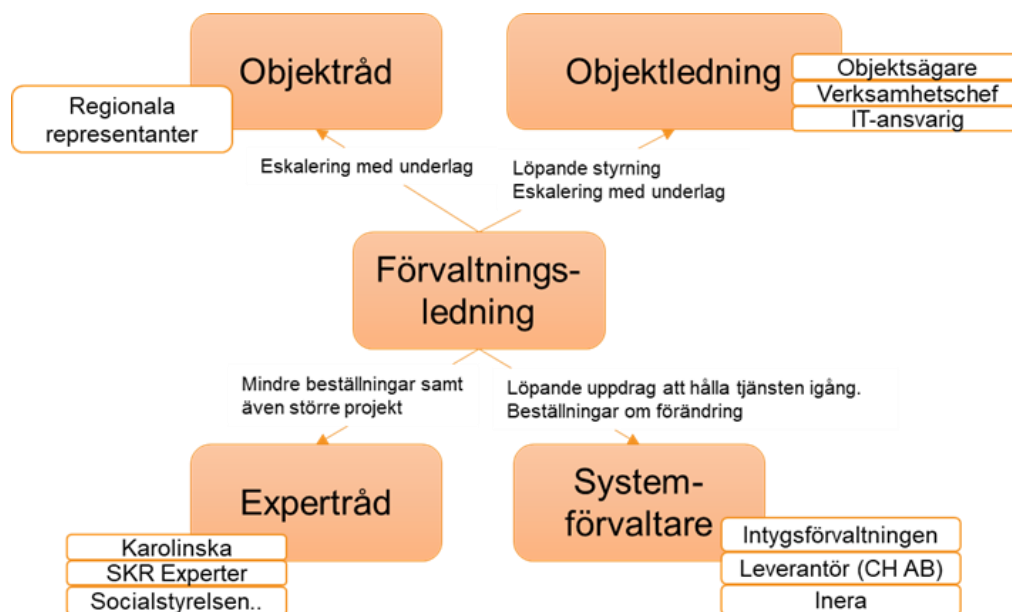 Objektråd
Regionala
representanter
Objektledning
Objektsägare
Verksamhetschef
IT-ansvarig
Eskalering med underlag
Löpande styrning
Eskalering med underlag
Förvaltnings-
ledning
Mindre beställningar samt
även större projekt
Löpande uppdrag att hålla tjänsten igång.
Beställningar om förändring
Expertråd
Karolinska
SKR Experter
Socialstyrelsen..
System-
förvaltare
Intygsförvaltningen
Leverantör (CH AB)
Inera